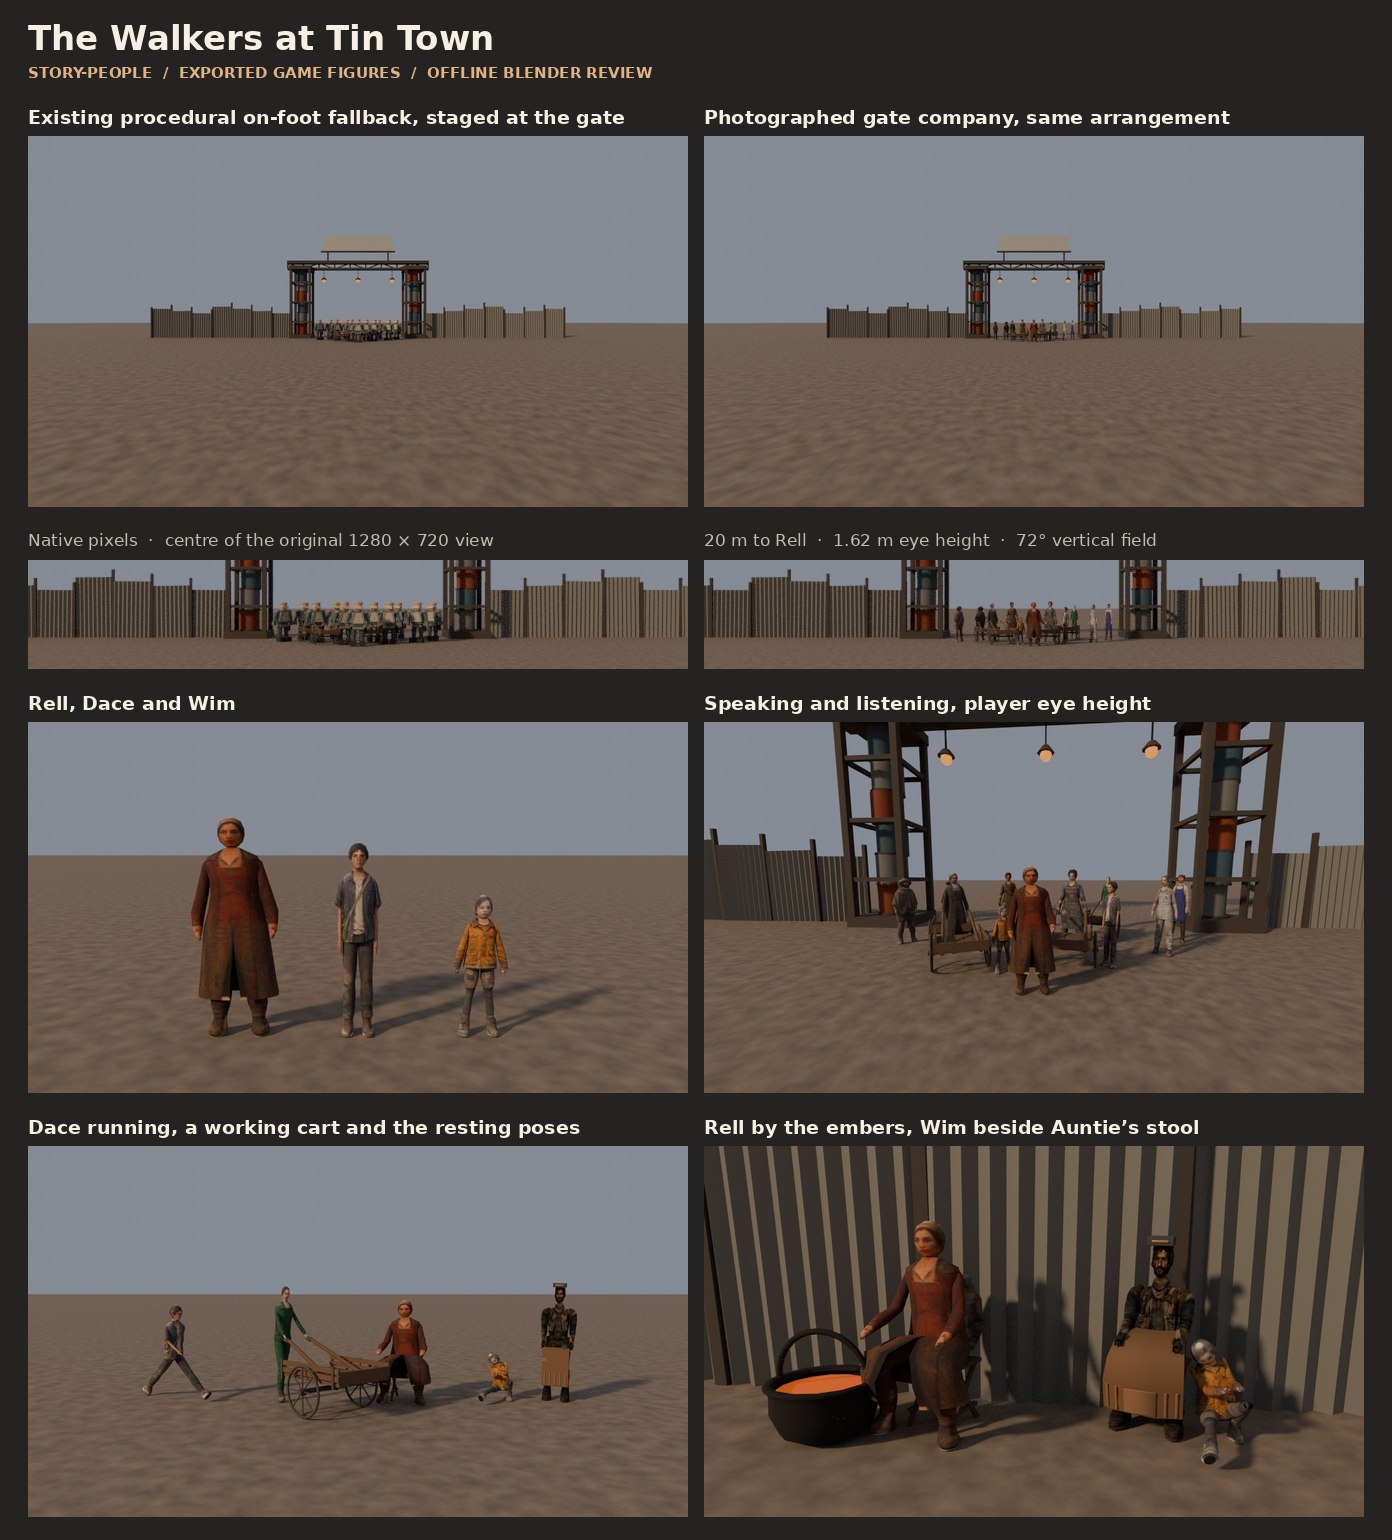 The Walkers at Tin Town
STORY-PEOPLE / EXPORTED GAME FIGURES / OFFLINE BLENDER REVIEW
Existing procedural on-foot fallback, staged at the gate
Photographed gate company, same arrangement
Native pixels · centre of the original 1280 × 720 view
20 m to Rell · 1.62 m eye height · 72° vertical field
Rell, Dace and Wim
Speaking and listening, player eye height
Dace running, a working cart and the resting poses
Rell by the embers, Wim beside Auntie’s stool